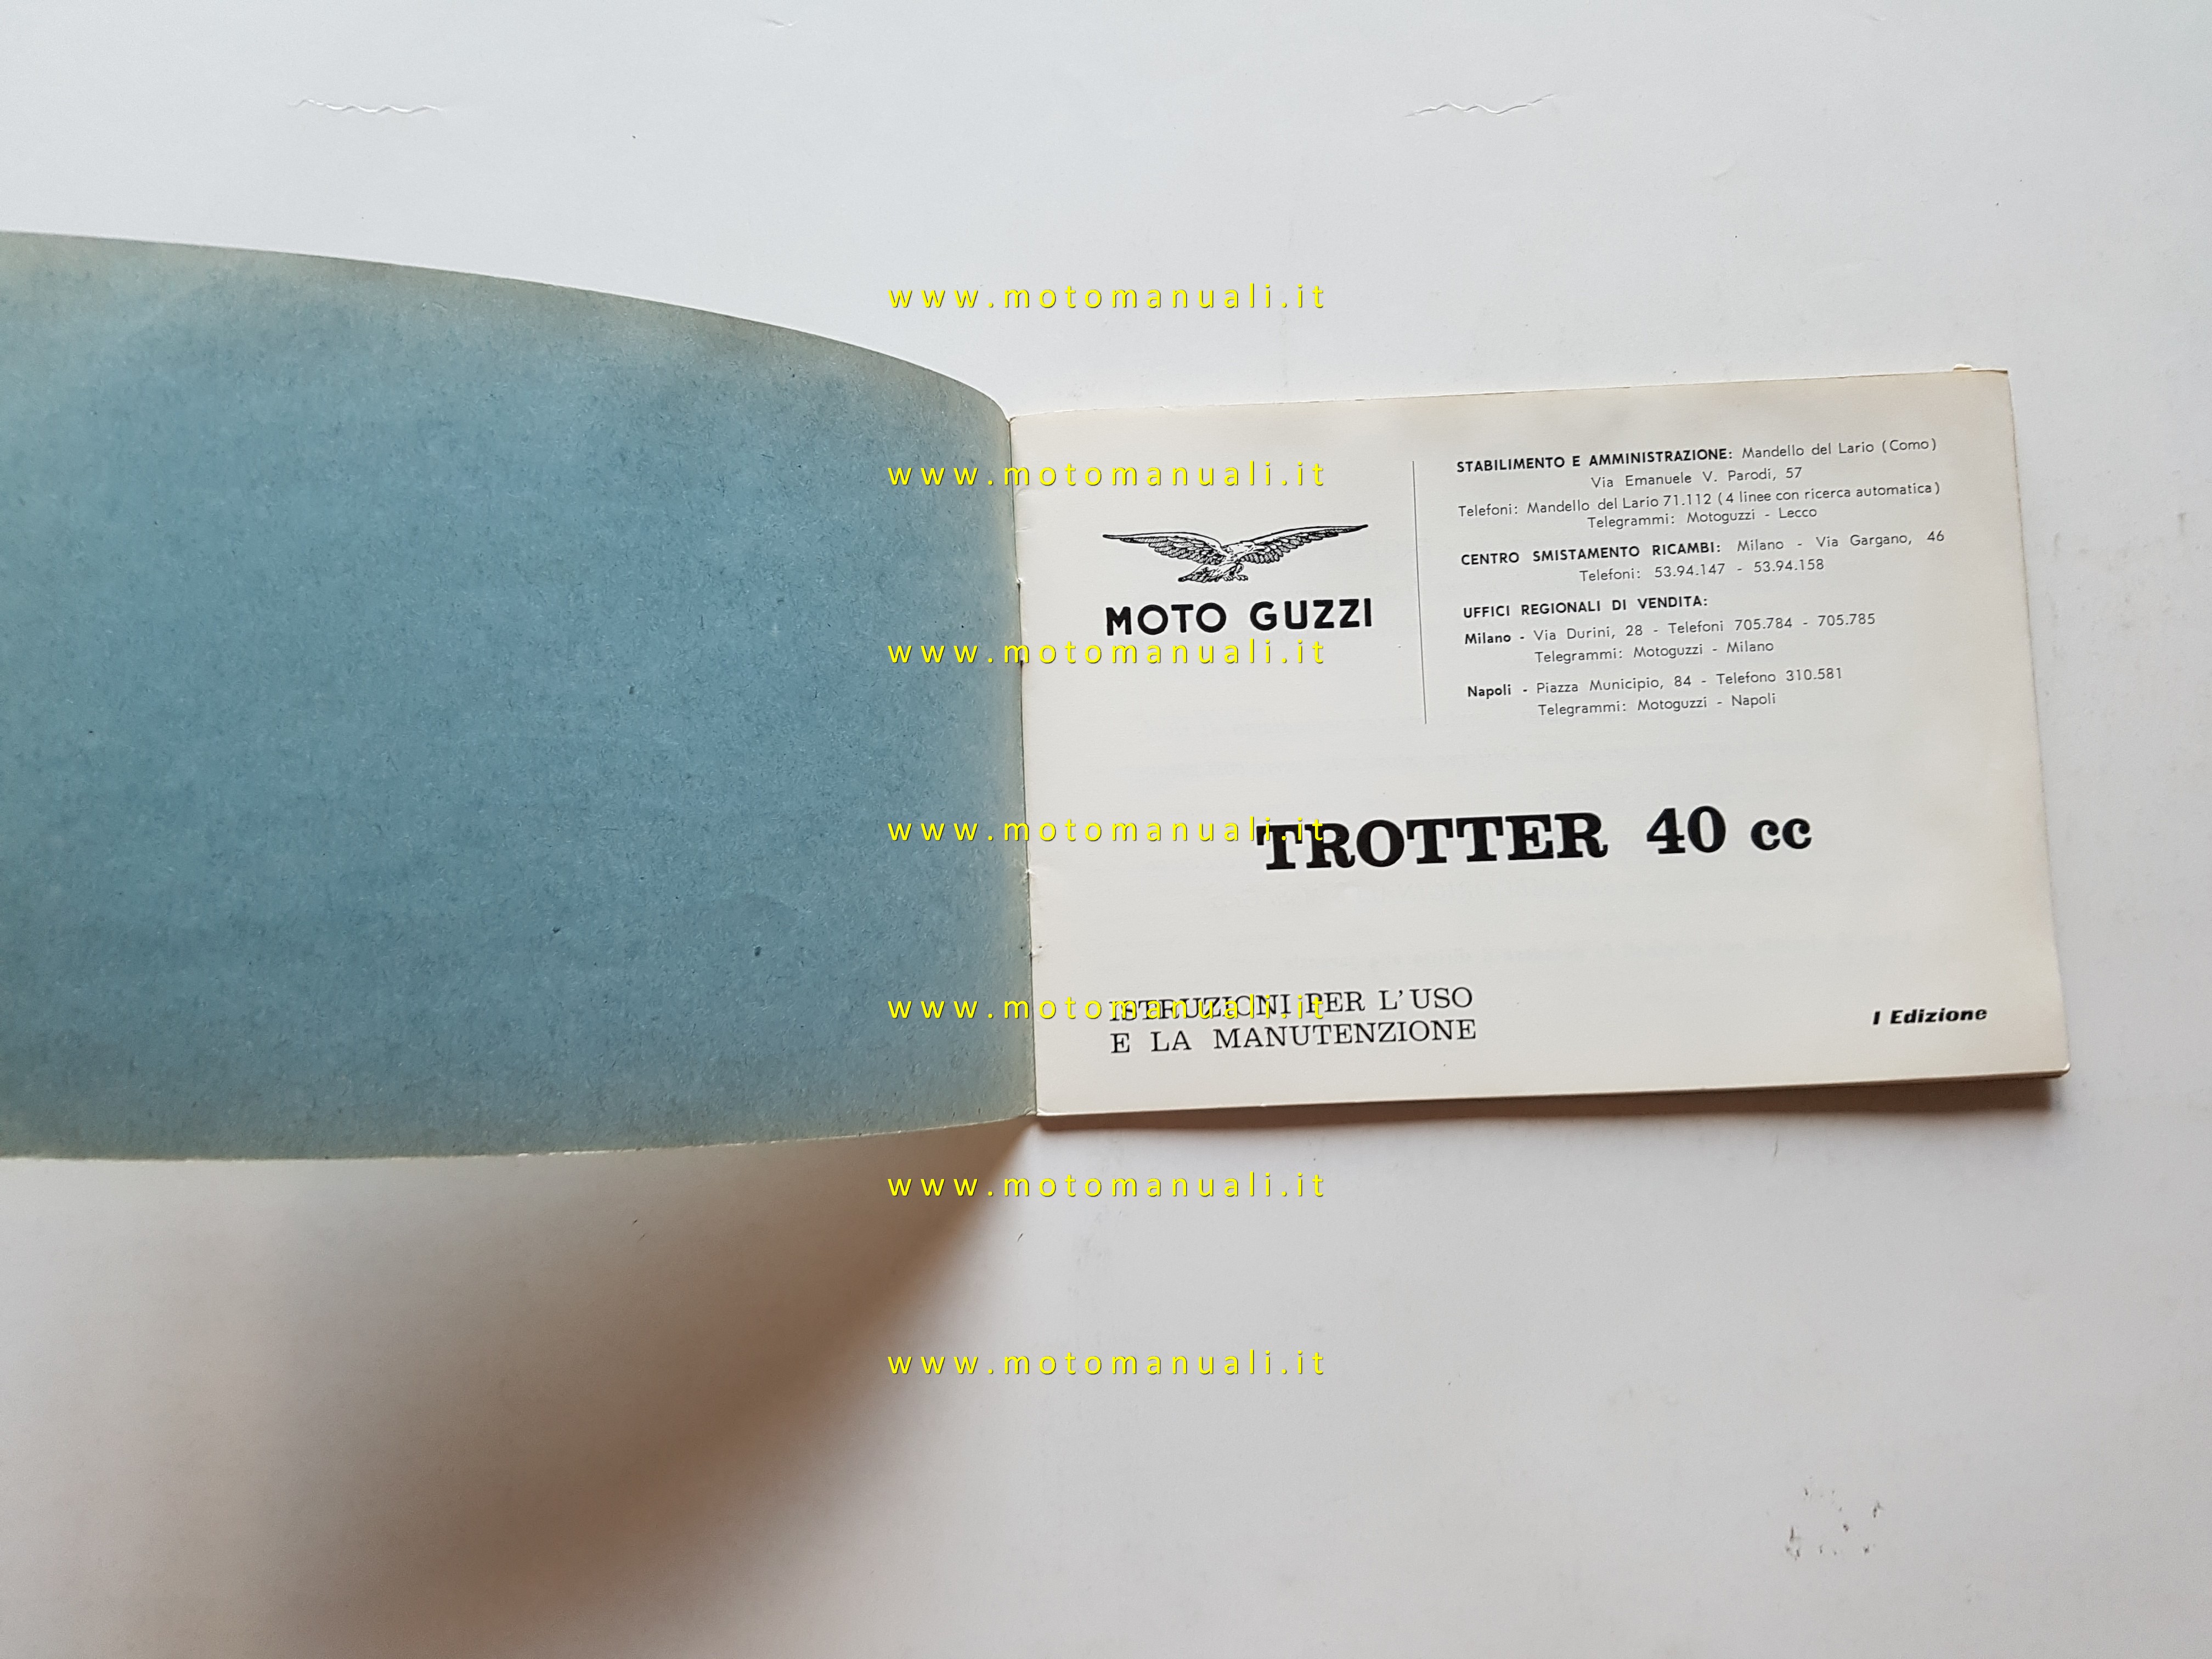 www.motomanuali.it
www.motomanuali.it
www.motomanuali.it
www.motomanuali.it
www.motomanuali.it
www.motomanuali.it
www.motomanuali.it
MOTO GUZZI
STABILIMENTO E AMMINISTRAZIONE: Mandello del Lario (Como)
Via Emanuele V. Parodi, 57
Telefoni: Mandello del Lario 71.112 (4 linee con ricerca automatica)
Telegrammi: Motoguzzi - Lecco
CENTRO SMISTAMENTO RICAMBI: Milano - Via Gargano, 46
Telefoni: 53.94.147 - 53.94.158
UFFICI REGIONALI DI VENDITA:
Milano - Via Durini, 28 - Telefoni 705.784 - 705.785
Telegrammi: Motoguzzi - Milano
Napoli - Piazza Municipio, 84 - Telefono 310.581
Telegrammi: Motoguzzi - Napoli
TROTTER 40 cc
ISTRUZIONI PER L'USO
E LA MANUTENZIONE
I Edizione